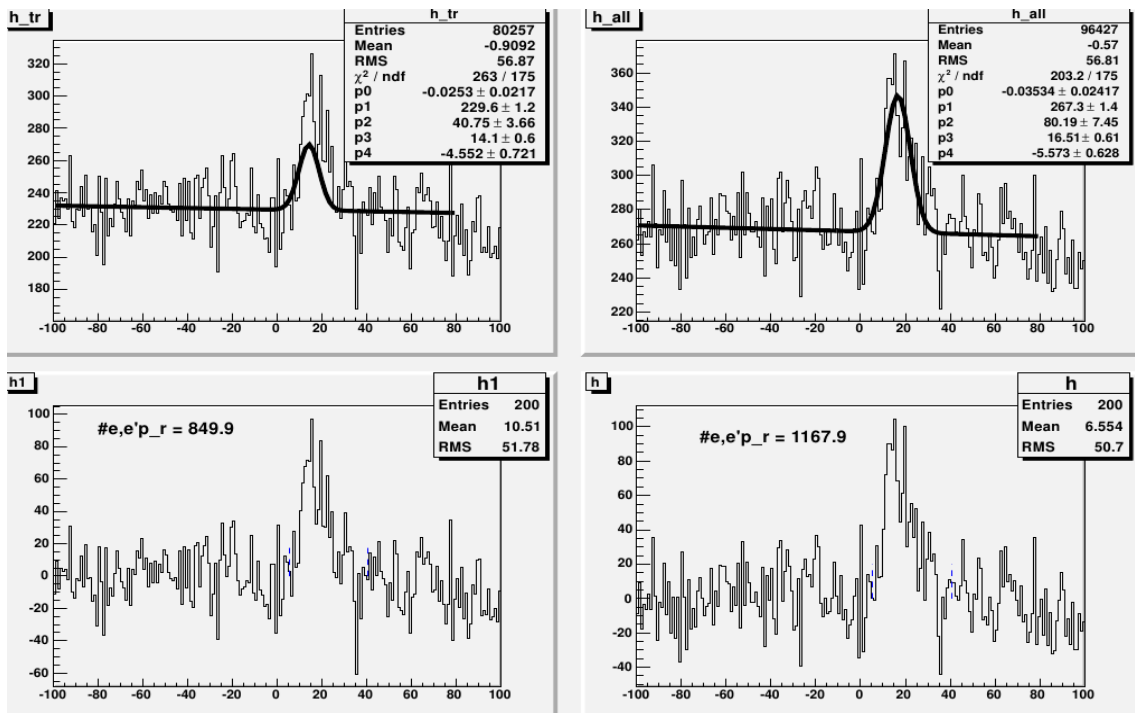 h_tr
h_tr
Entries 80257
Mean -0.9092
RMS 56.87
χ² / ndf 263 / 175
p0 -0.0253 ± 0.0217
p1 229.6 ± 1.2
p2 40.75 ± 3.66
p3 14.1 ± 0.6
p4 -4.552 ± 0.721
320
300
280
260
240
220
200
180
-100 -80 -60 -40 -20 0 20 40 60 80 100
h_all
h_all
Entries 96427
Mean -0.57
RMS 56.81
χ² / ndf 203.2 / 175
p0 -0.03534 ± 0.02417
p1 267.3 ± 1.4
p2 80.19 ± 7.45
p3 16.51 ± 0.61
p4 -5.573 ± 0.628
360
340
320
300
280
260
240
220
-100 -80 -60 -40 -20 0 20 40 60 80 100
h1
h1
Entries 200
Mean 10.51
RMS 51.78
#e,e'p_r = 849.9
100
80
60
40
20
0
-20
-40
-60
-100 -80 -60 -40 -20 0 20 40 60 80 100
h
h
Entries 200
Mean 6.554
RMS 50.7
#e,e'p_r = 1167.9
100
80
60
40
20
0
-20
-40
-100 -80 -60 -40 -20 0 20 40 60 80 100